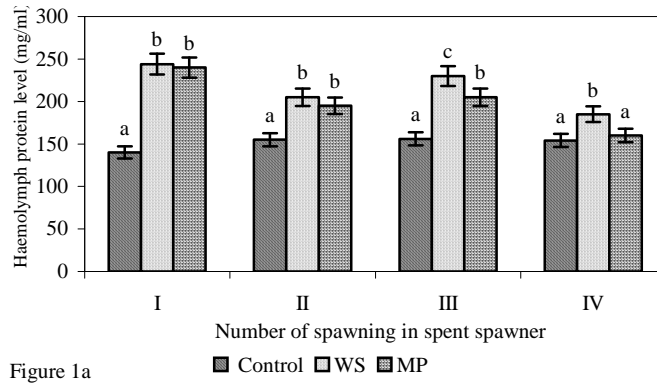 Haemolymph protein level (mg/ml)
300
250
200
150
100
50
0
a b b
a b b
a c b
a b a
I II III IV
Number of spawning in spent spawner
Figure 1a
Control WS MP